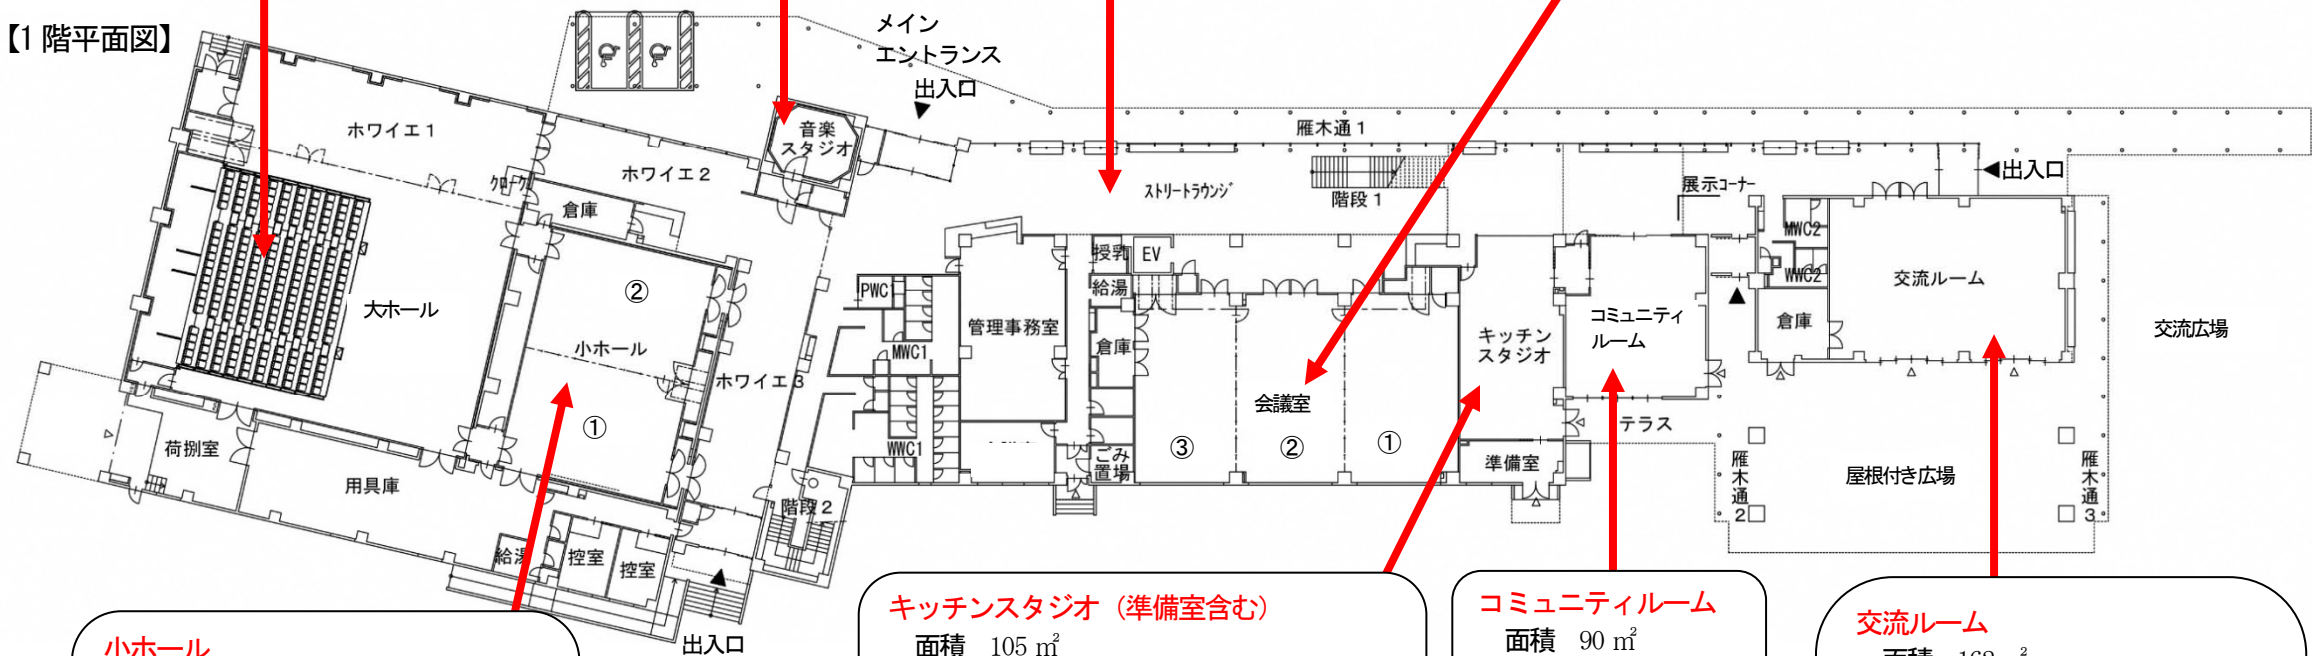 【1階平面図】
メイン
エントランス
出入口
ホワイエ1
音楽
スタジオ
雁木通1
クローク
ホワイエ2
ストリートラウンジ
階段1
展示コーナー
出入口
倉庫
授乳
EV
MWC2
WWC2
交流ルーム
②
大ホール
小ホール
PWC1
MWC1
管理事務室
給湯
倉庫
キッチン
スタジオ
コミュニティ
ルーム
倉庫
交流広場
ホワイエ3
会議室
①
③
②
①
テラス
荷捌室
用具庫
WWC1
ごみ
置場
準備室
雁木通2
屋根付き広場
雁木通3
階段2
給湯
控室
控室
出入口
小ホール
キッチンスタジオ（準備室含む）
面積 105 ㎡
コミュニティルーム
面積 90 ㎡
交流ルーム
面積 162 ㎡